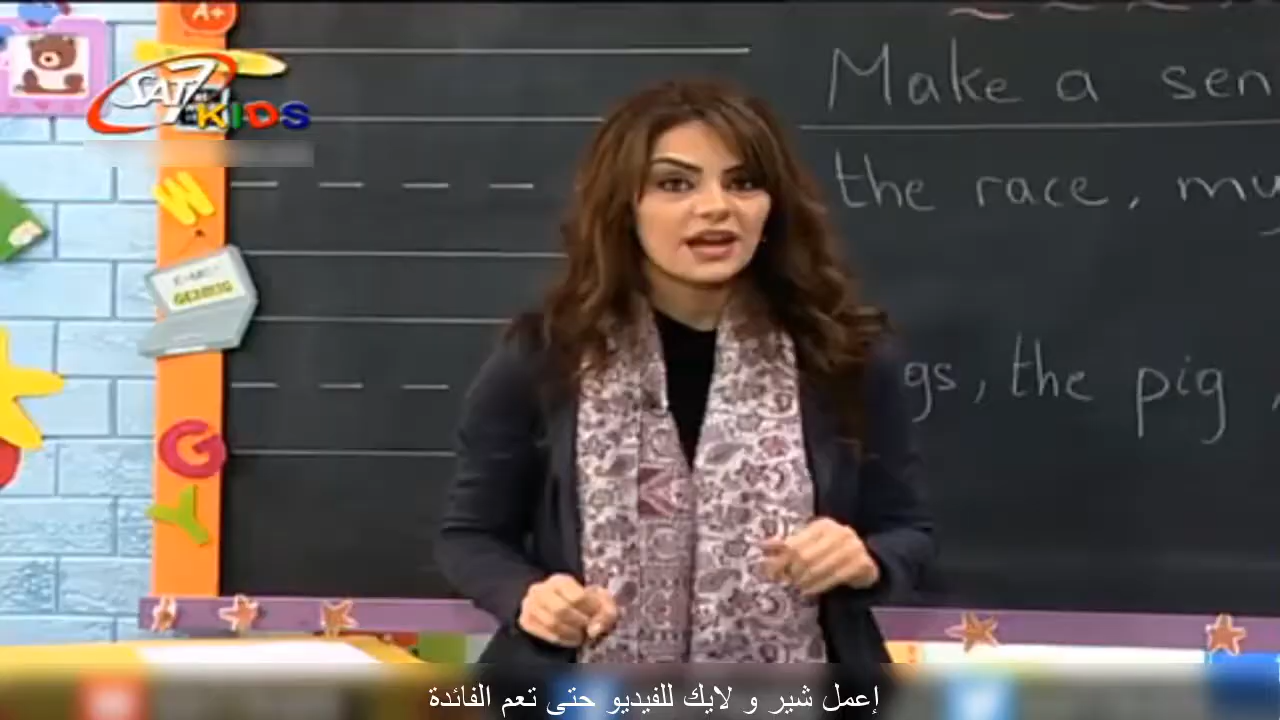 A+
SAT7
KIDS
W
G
Y
Make a sen
the race, my
gs, the pig
إعمل شير و لايك للفيديو حتى تعم الفائدة